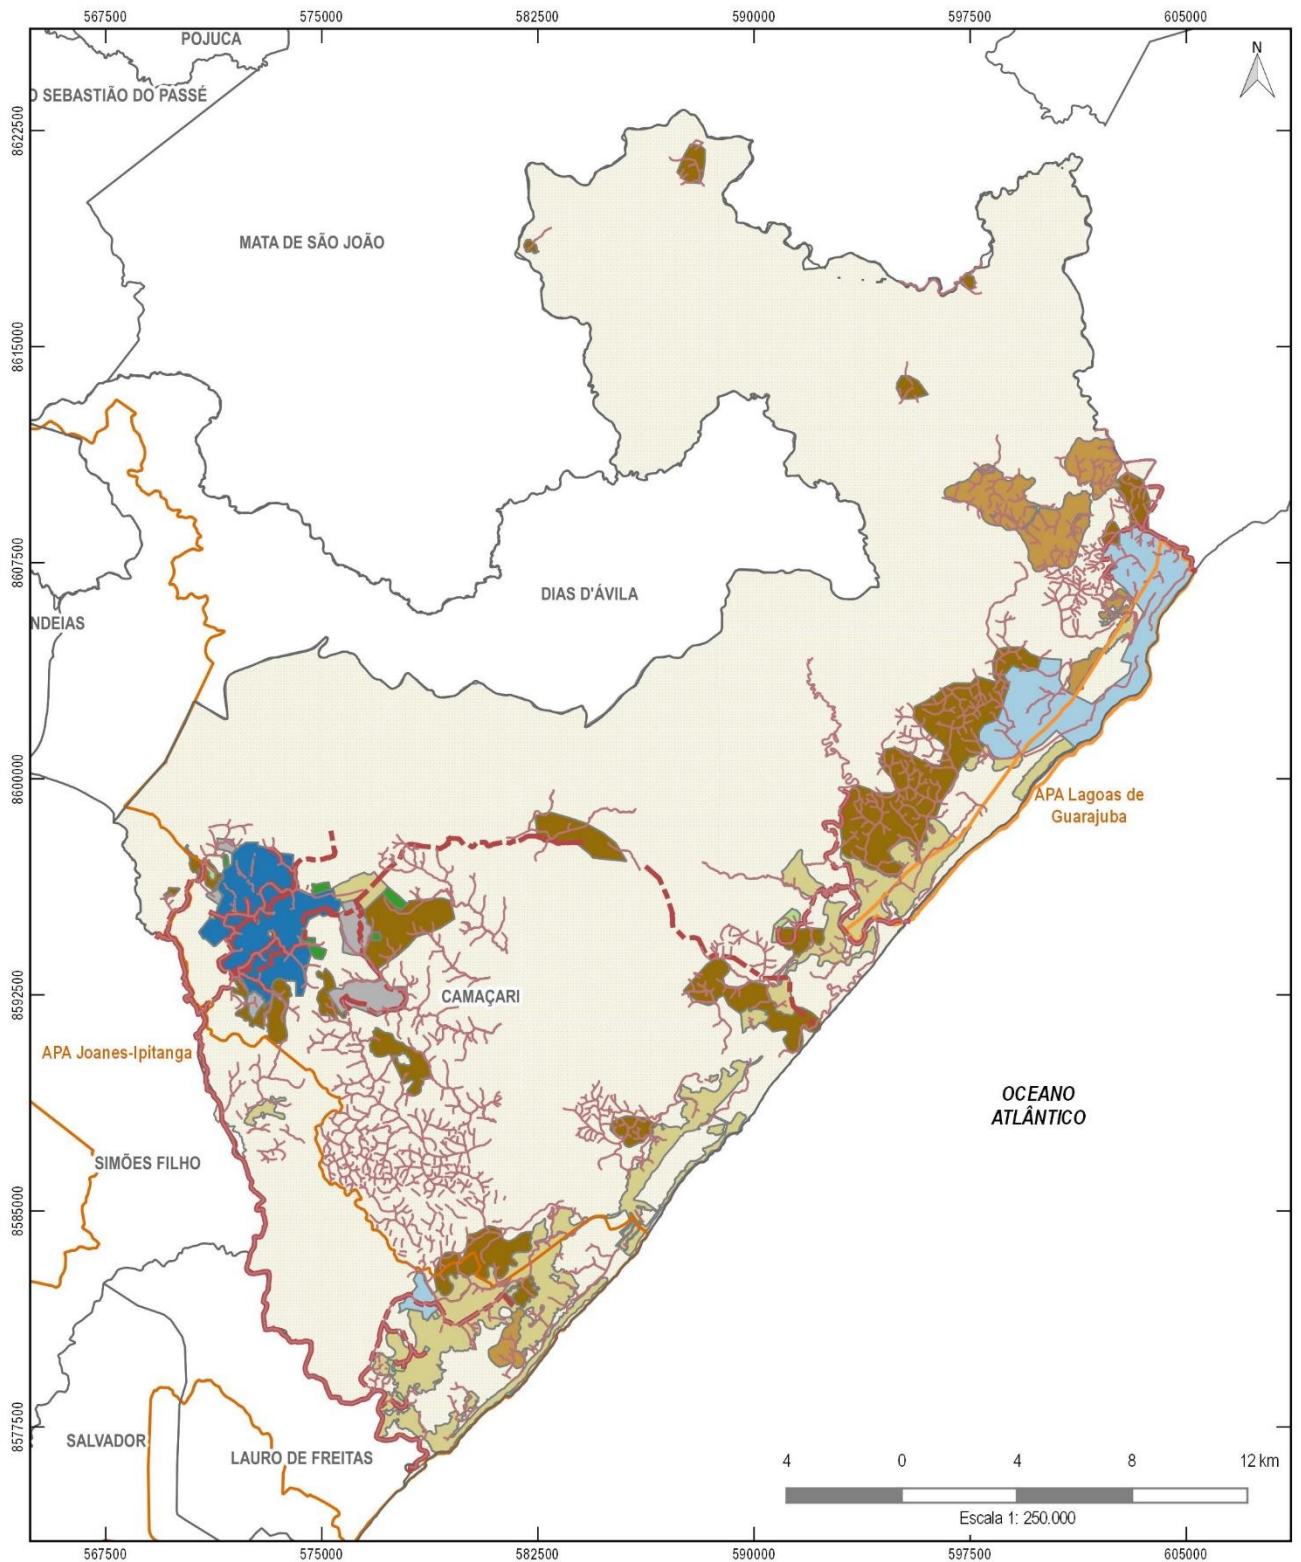 567500 575000 582500 590000 597500 605000
POJUCA
N
O SEBASTIÃO DO PASSÉ
8622500
MATA DE SÃO JOÃO
8615000
8607500
DIAS D'ÁVILA
NDEIAS
8600000
APA Lagoas de
Guarajuba
8592500
CAMAÇARI
APA Joanes-Ipitanga
OCEANO
ATLÂNTICO
SIMÕES FILHO
8585000
8577500
SALVADOR
LAURO DE FREITAS
4 0 4 8 12 km
Escala 1: 250.000
567500 575000 582500 590000 597500 605000